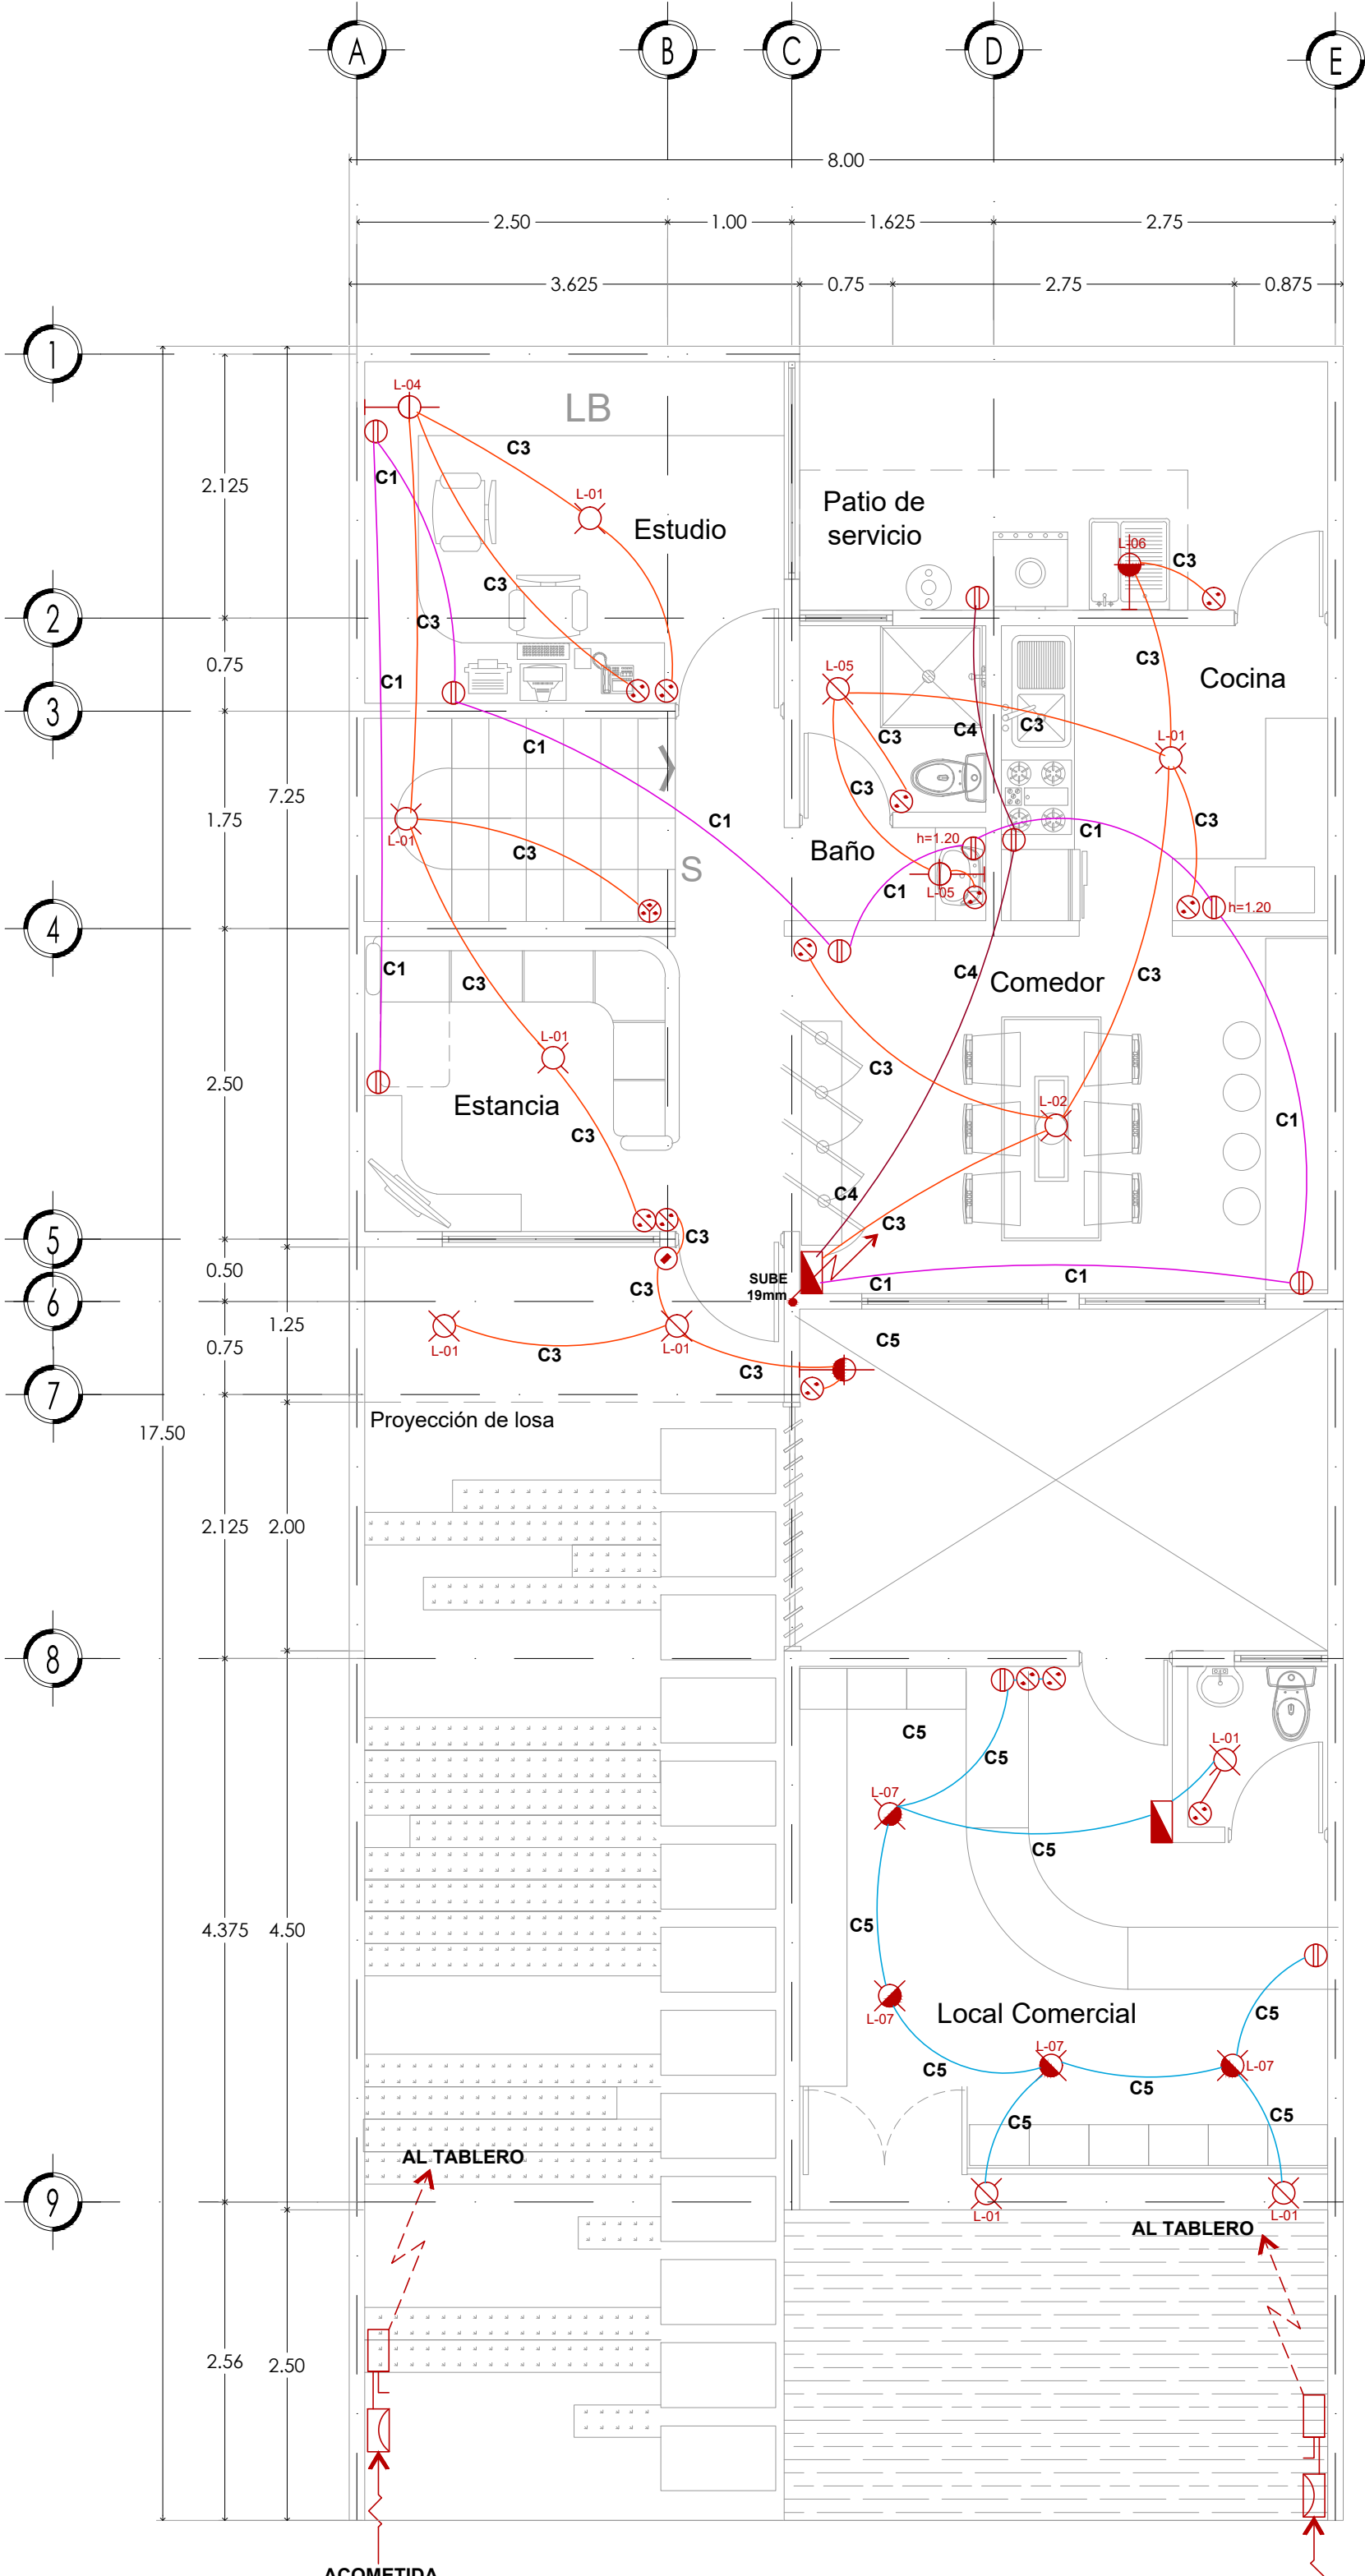 A B C D E
8.00
2.50 1.00 1.625 2.75
3.625 0.75 2.75 0.875
1
L-04
LB
C3
C1
2.125
L-01
Estudio
Patio de
servicio
L-06
C3
C3
2
C3
0.75
C3
L-05
Cocina
C1
3
C4
C3
C3
L-01
C1
7.25
C3
1.75
C1
h=1.20
C1
C3
L-01
C3
Baño
S
C1
L-05
h=1.20
4
C1
C3
C4
Comedor
C3
L-01
C3
2.50
L-02
Estancia
C1
C3
C4
C3
5
C3
0.50
SUBE
19mm
C1
C1
6
C3
1.25
C5
0.75
L-01
L-01
C3
C3
7
Proyección de losa
17.50
2.125 2.00
8
C5
L-01
C5
L-07
C5
4.375 4.50
C5
L-07
Local Comercial
C5
L-07
L-07
C5
C5
C5
C5
AL TABLERO
9
L-01
L-01
AL TABLERO
2.56 2.50
ACOMETIDA